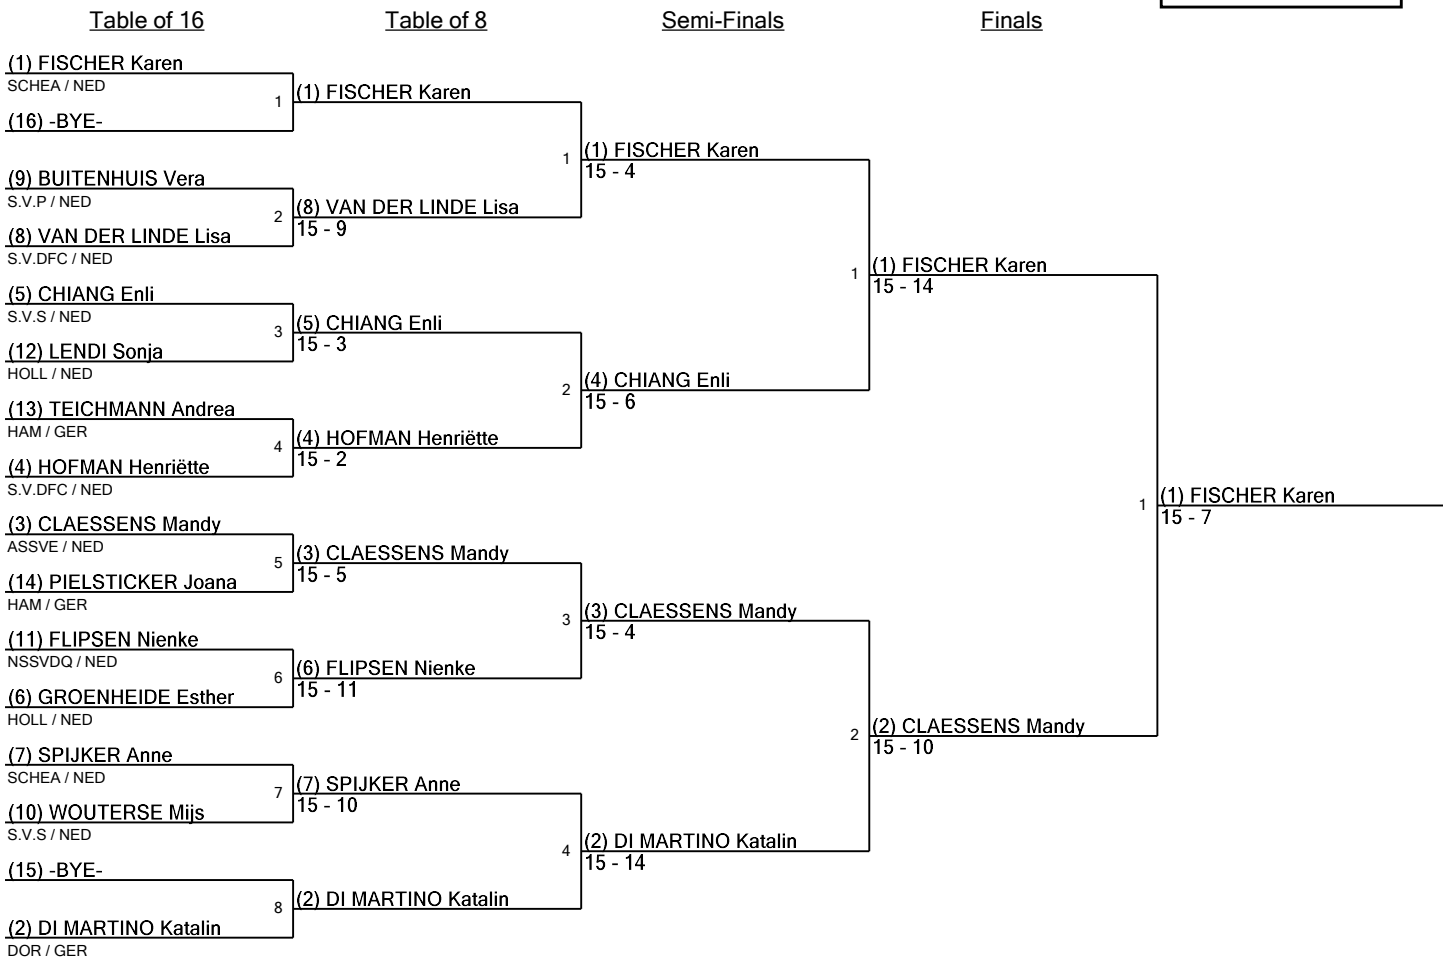 Table of 16
Table of 8
Semi-Finals
Finals
(1) FISCHER Karen
SCHEA / NED
1
(16) -BYE-
(9) BUITENHUIS Vera
S.V.P / NED
2
(8) VAN DER LINDE Lisa
S.V.DFC / NED
(5) CHIANG Enli
S.V.S / NED
3
(12) LENDI Sonja
HOLL / NED
(13) TEICHMANN Andrea
HAM / GER
4
(4) HOFMAN Henriëtte
S.V.DFC / NED
(3) CLAESSENS Mandy
ASSVE / NED
5
(14) PIELSTICKER Joana
HAM / GER
(11) FLIPSEN Nienke
NSSVDQ / NED
6
(6) GROENHEIDE Esther
HOLL / NED
(7) SPIJKER Anne
SCHEA / NED
7
(10) WOUTERSE Mijs
S.V.S / NED
(15) -BYE-
8
(2) DI MARTINO Katalin
DOR / GER
(1) FISCHER Karen
1
(8) VAN DER LINDE Lisa
15 - 9
(5) CHIANG Enli
15 - 3
2
(4) HOFMAN Henriëtte
15 - 2
(3) CLAESSENS Mandy
15 - 5
3
(6) FLIPSEN Nienke
15 - 11
(7) SPIJKER Anne
15 - 10
4
(2) DI MARTINO Katalin
(1) FISCHER Karen
15 - 4
1
(4) CHIANG Enli
15 - 6
(3) CLAESSENS Mandy
15 - 4
2
(2) DI MARTINO Katalin
15 - 14
(1) FISCHER Karen
15 - 14
1
(2) CLAESSENS Mandy
15 - 10
(1) FISCHER Karen
15 - 7